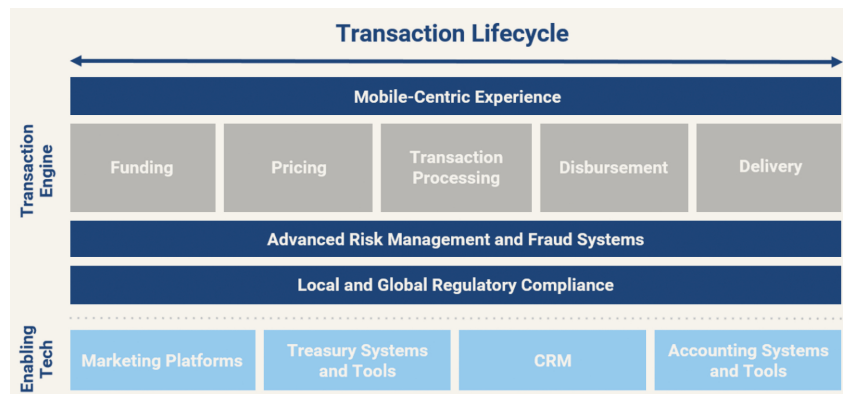 Transaction Lifecycle
Mobile-Centric Experience
Transaction
Engine
Funding
Pricing
Transaction
Processing
Disbursement
Delivery
Advanced Risk Management and Fraud Systems
Local and Global Regulatory Compliance
Enabling
Tech
Marketing Platforms
Treasury Systems
and Tools
CRM
Accounting Systems
and Tools